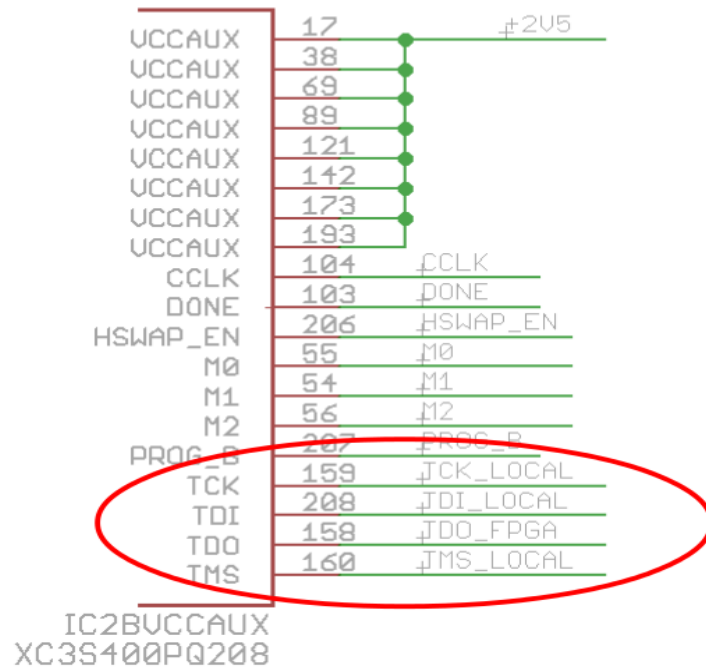 VCCAUX 17 +2V5
VCCAUX 38
VCCAUX 69
VCCAUX 89
VCCAUX 121
VCCAUX 142
VCCAUX 173
VCCAUX 193
CCLK 104 CCLK
DONE 103 DONE
HSWAP_EN 206 HSWAP_EN
M0 55 M0
M1 54 M1
M2 56 M2
PROG_B 207 PROG_B
TCK 159 TCK_LOCAL
TDI 208 TDI_LOCAL
TDO 158 TDO_FPGA
TMS 160 TMS_LOCAL
IC2BVCCAUX
XC3S400PQ208